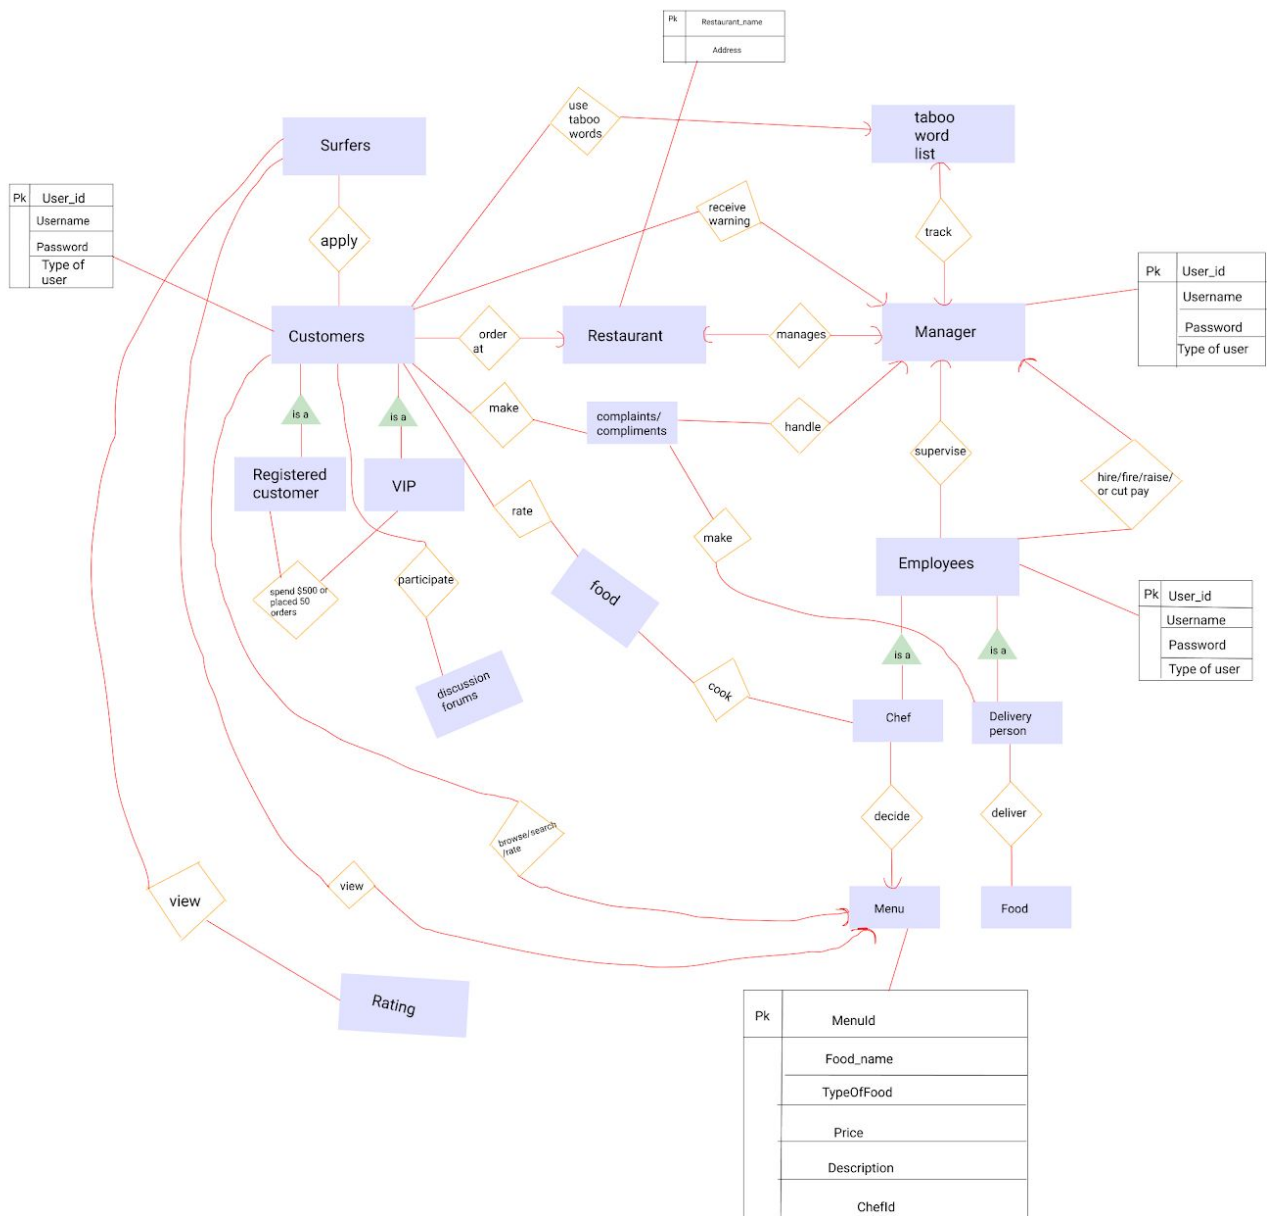 Pk Restaurant_name
Address
use
taboo
words
taboo
word
list
Surfers
Pk User_id
Username
Password
Type of
user
apply
receive
warning
track
Pk User_id
Username
Password
Type of user
Customers
order
at
Restaurant
manages
Manager
is a
is a
make
complaints/
compliments
handle
supervise
hire/fire/raise/
or cut pay
Registered
customer
VIP
rate
make
spend $500 or
placed 50
orders
participate
food
Employees
Pk User_id
Username
Password
Type of user
is a
is a
discussion
forums
cook
Chef
Delivery
person
browse/search
/rate
decide
deliver
view
view
Menu
Food
Rating
Pk MenuId
Food_name
TypeOfFood
Price
Description
ChefId